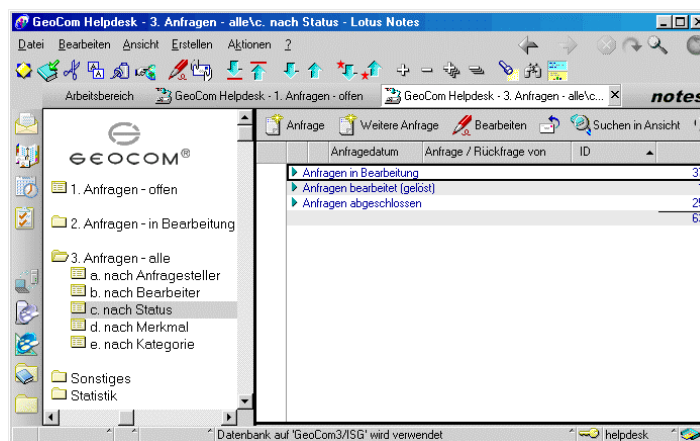 GeoCom Helpdesk - 3. Anfragen - alle\c. nach Status - Lotus Notes
Datei Bearbeiten Ansicht Erstellen Aktionen ?
Arbeitsbereich GeoCom Helpdesk - 1. Anfragen - offen GeoCom Helpdesk - 3. Anfragen - alle\c... notes
Anfrage Weitere Anfrage Bearbeiten Suchen in Ansicht
GEOCOM®
Anfragedatum Anfrage / Rückfrage von ID
Anfragen in Bearbeitung
Anfragen bearbeitet (gelöst)
Anfragen abgeschlossen
1. Anfragen - offen
2. Anfragen - in Bearbeitung
3. Anfragen - alle
a. nach Anfragesteller
b. nach Bearbeiter
c. nach Status
d. nach Merkmal
e. nach Kategorie
Sonstiges
Statistik
Datenbank auf 'GeoCom3/ISG' wird verwendet helpdesk